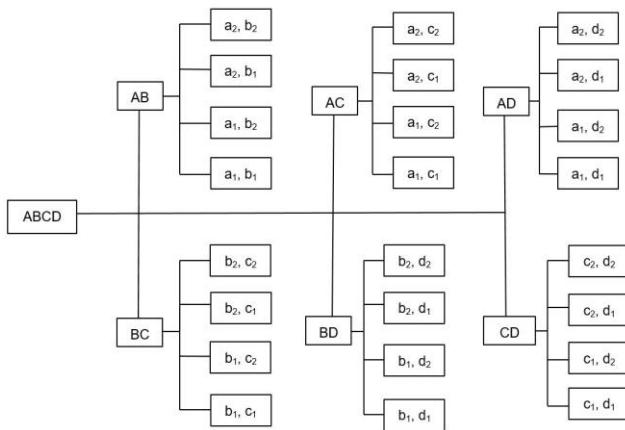 a₂, b₂
a₂, b₁
AB
a₁, b₂
a₁, b₁
a₂, c₂
a₂, c₁
AC
a₁, c₂
a₁, c₁
a₂, d₂
a₂, d₁
AD
a₁, d₂
a₁, d₁
ABCD
b₂, c₂
b₂, c₁
BC
b₁, c₂
b₁, c₁
b₂, d₂
b₂, d₁
BD
b₁, d₂
b₁, d₁
c₂, d₂
c₂, d₁
CD
c₁, d₂
c₁, d₁